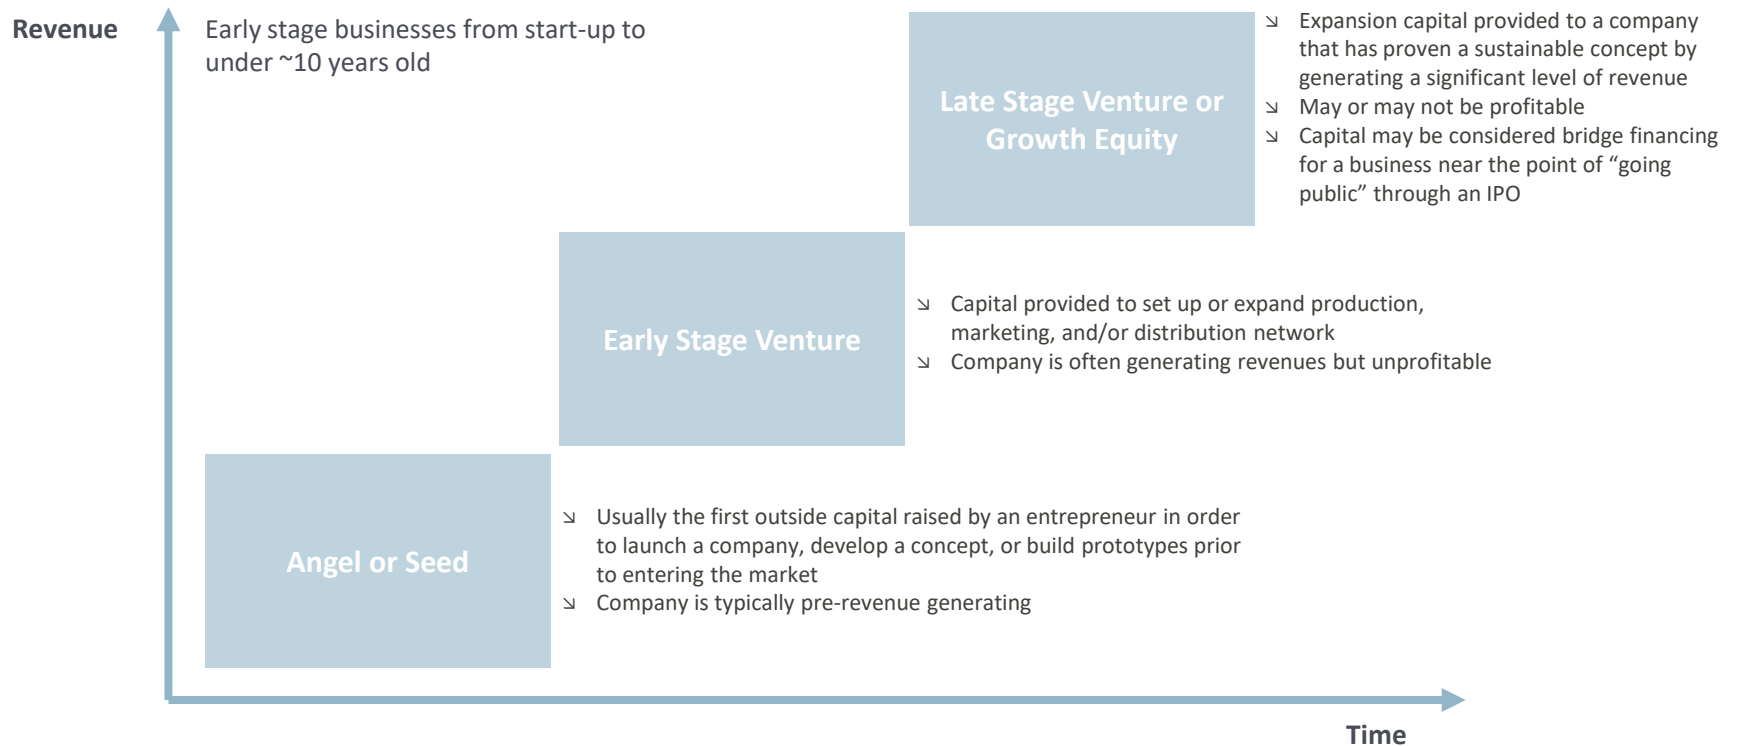 Revenue
Early stage businesses from start-up to
under ~10 years old
Late Stage Venture or
Growth Equity
↘ Expansion capital provided to a company
that has proven a sustainable concept by
generating a significant level of revenue
↘ May or may not be profitable
↘ Capital may be considered bridge financing
for a business near the point of “going
public” through an IPO
Early Stage Venture
↘ Capital provided to set up or expand production,
marketing, and/or distribution network
↘ Company is often generating revenues but unprofitable
Angel or Seed
↘ Usually the first outside capital raised by an entrepreneur in order
to launch a company, develop a concept, or build prototypes prior
to entering the market
↘ Company is typically pre-revenue generating
Time